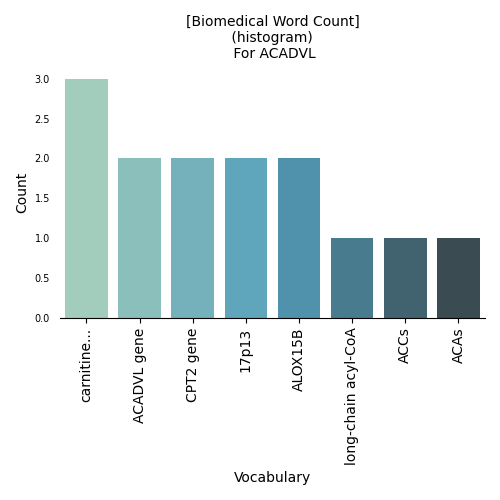 [Biomedical Word Count]
(histogram)
For ACADVL
Count
3.0
2.5
2.0
1.5
1.0
0.5
0.0
carnitine...
ACADVL gene
CPT2 gene
17p13
ALOX15B
long-chain acyl-CoA
ACCs
ACAs
Vocabulary